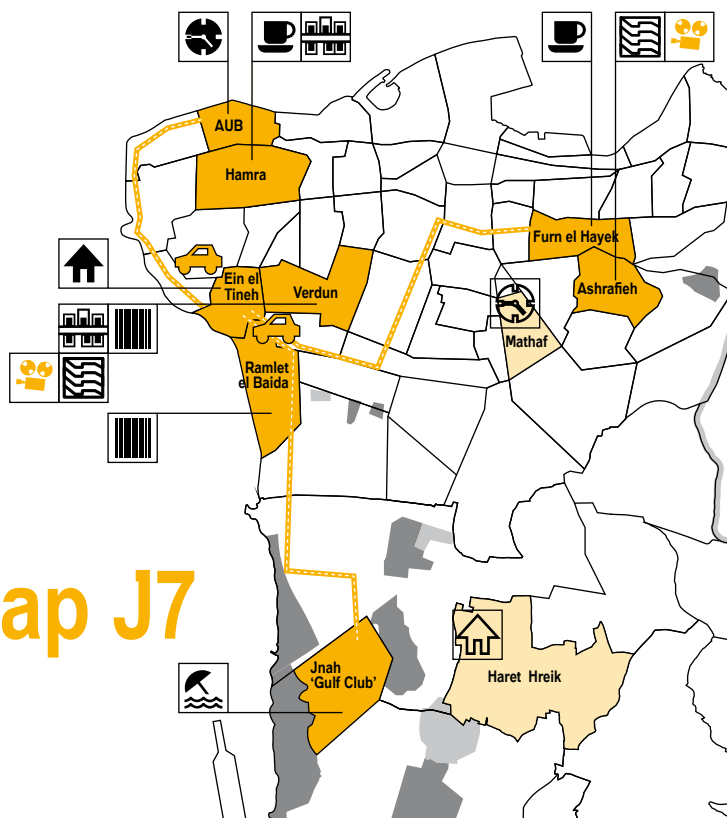 AUB
Hamra
Furn el Hayek
Ein el
Tineh
Verdun
Ashrafieh
Mathaf
Ramlet
el Baida
ap J7
Jnah
‘Gulf Club’
Haret Hreik